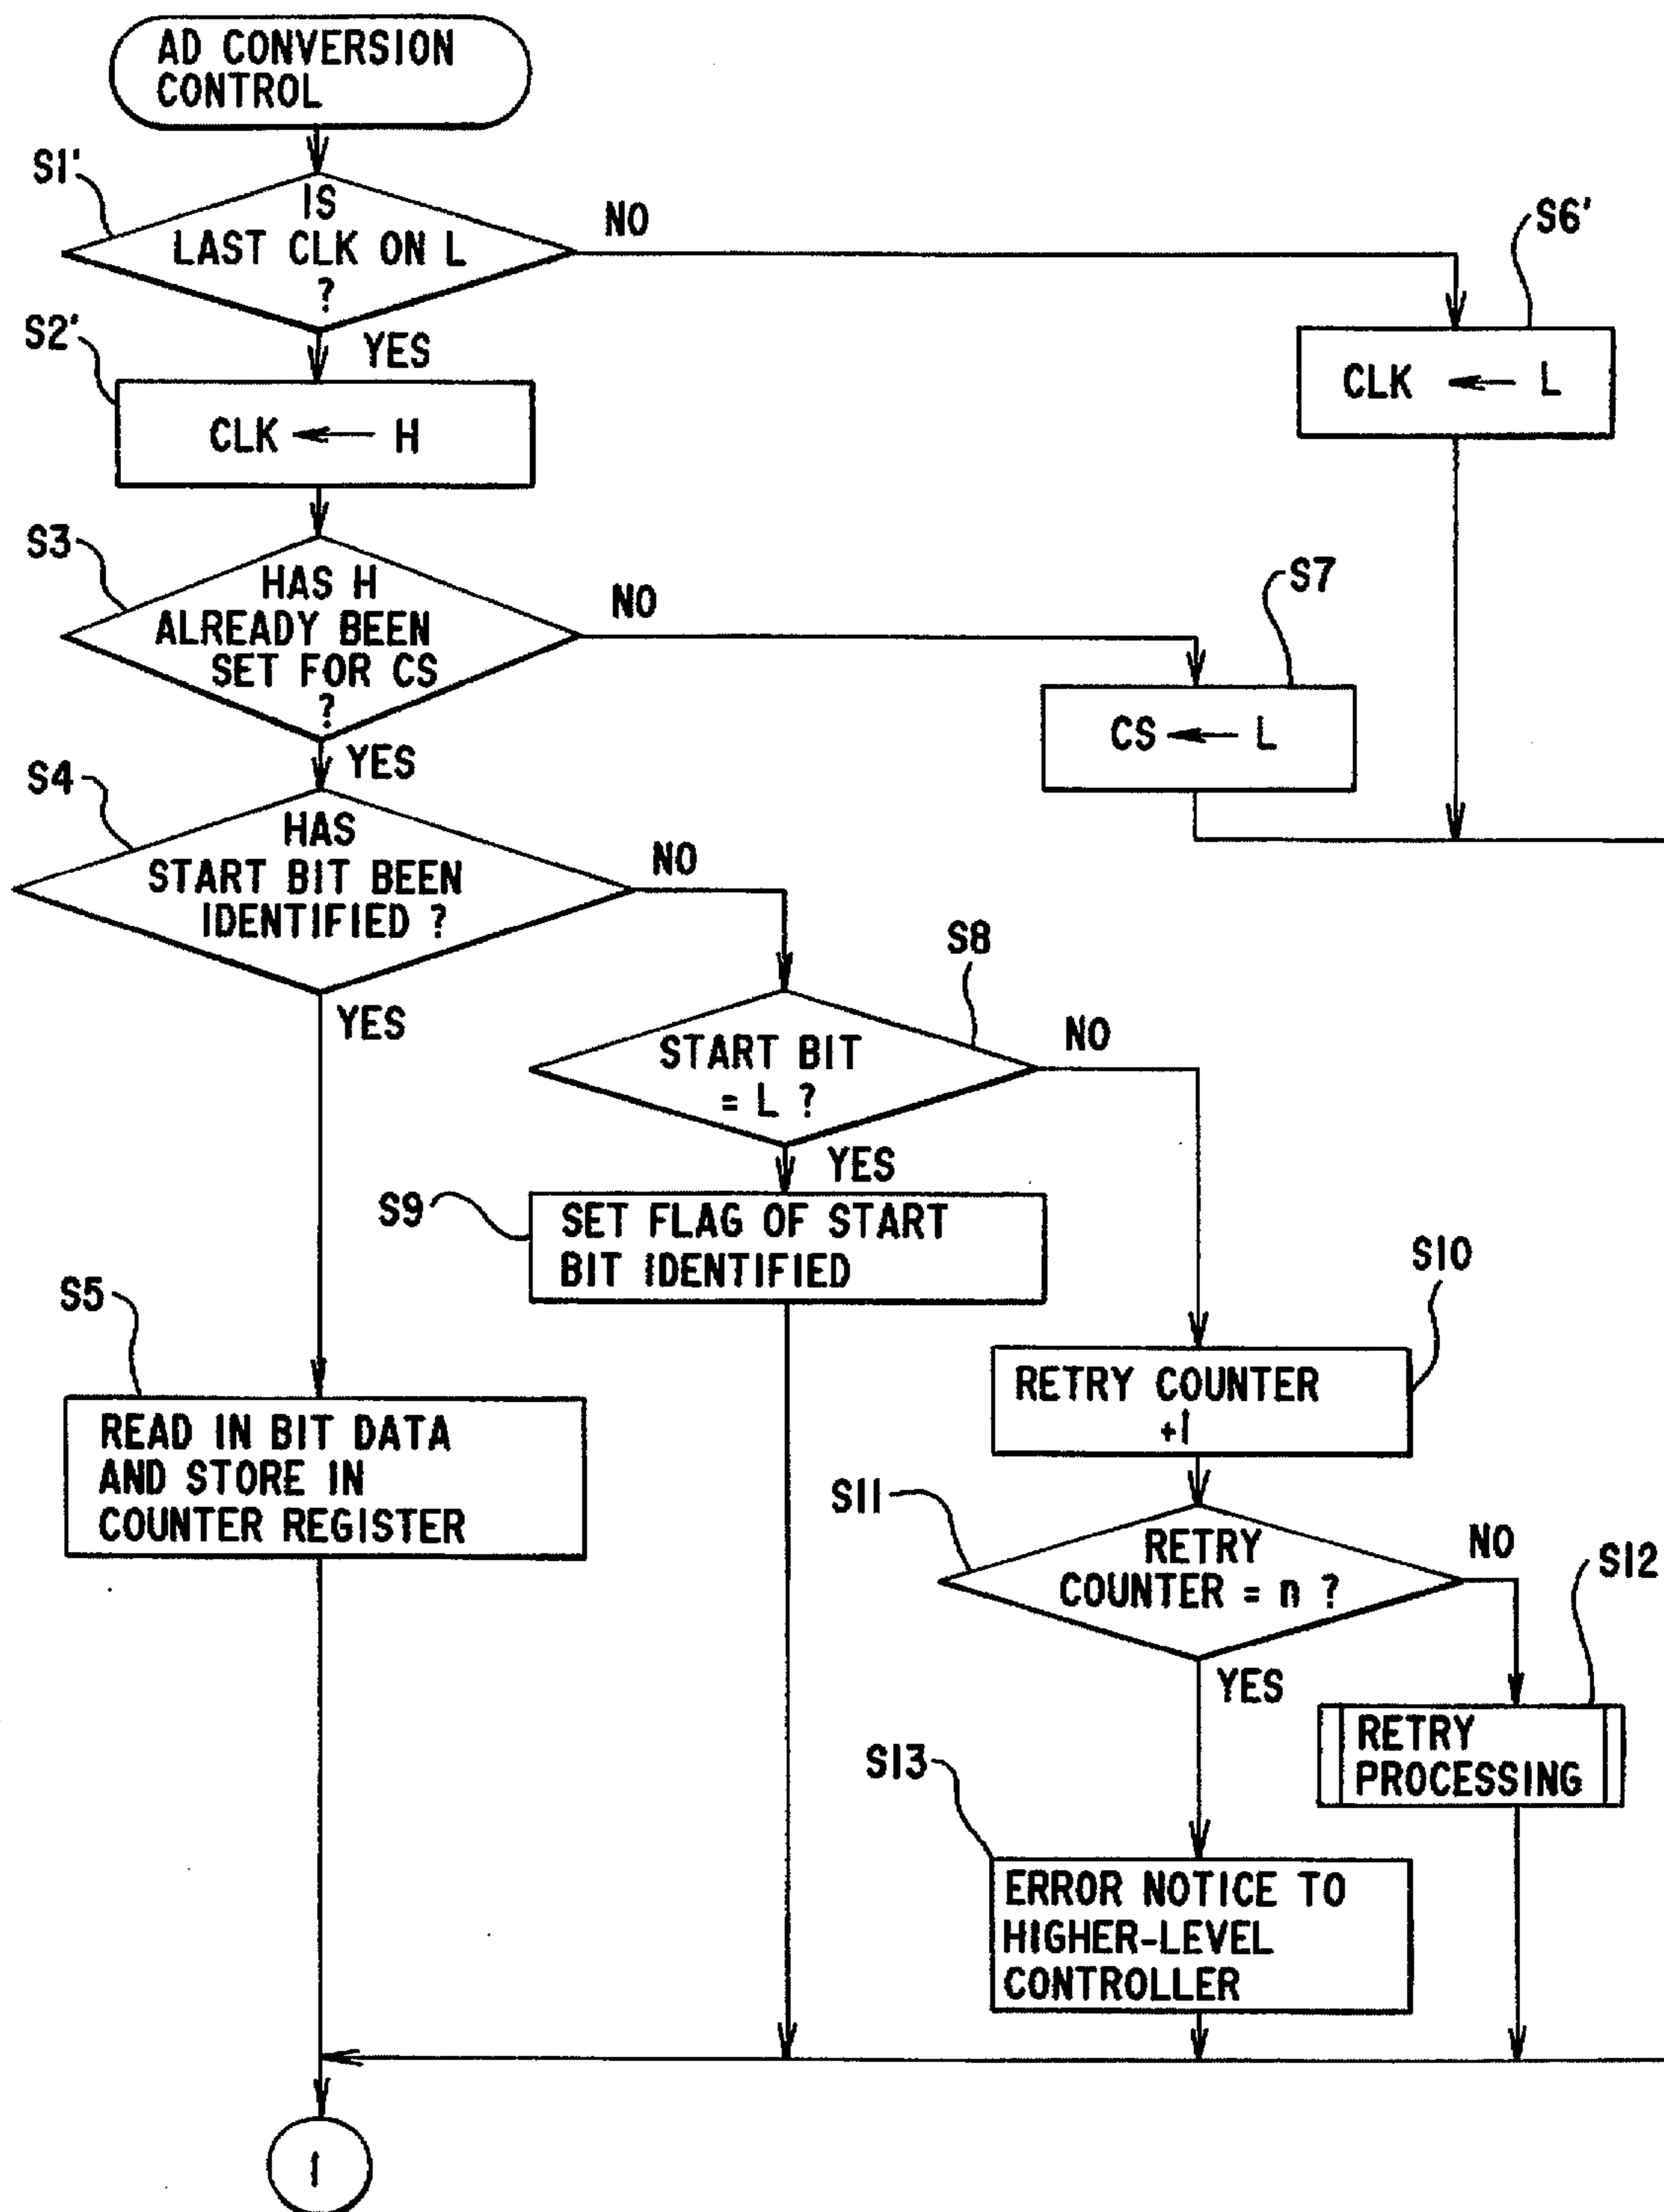 AD CONVERSION
CONTROL
S1'
IS
LAST CLK ON L
?
NO
S6'
S2'
YES
CLK ← L
CLK ← H
S3
HAS H
ALREADY BEEN
SET FOR CS
?
NO
S7
CS ← L
YES
S4
HAS
START BIT BEEN
IDENTIFIED ?
NO
S8
YES
START BIT
= L ?
NO
YES
S9
SET FLAG OF START
BIT IDENTIFIED
S10
S5
RETRY COUNTER
+1
READ IN BIT DATA
AND STORE IN
COUNTER REGISTER
S11
RETRY
COUNTER = n ?
NO
S12
YES
RETRY
PROCESSING
S13
ERROR NOTICE TO
HIGHER-LEVEL
CONTROLLER
1